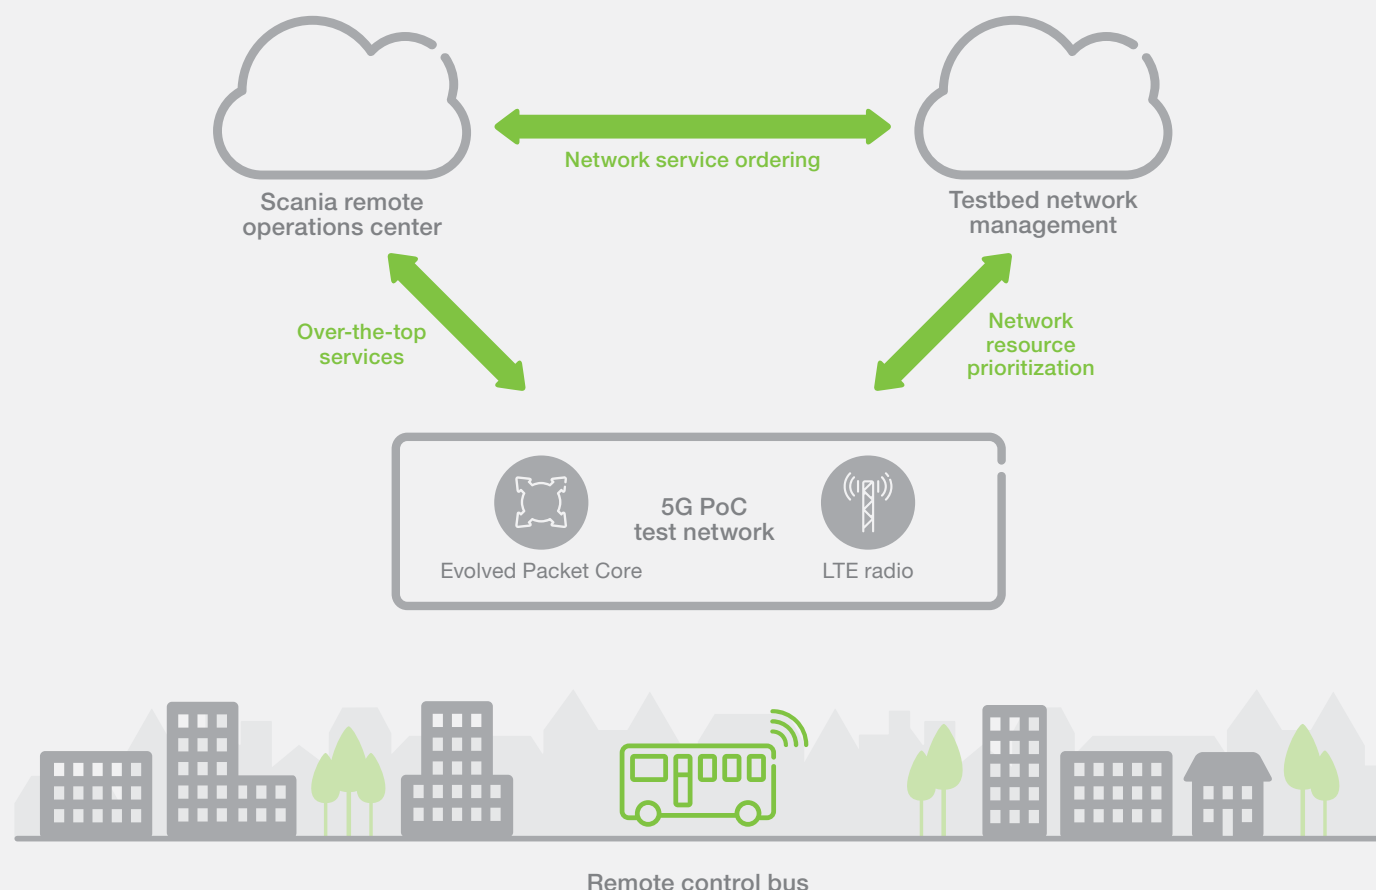 Network service ordering
Scania remote
operations center
Testbed network
management
Over-the-top
services
Network
resource
prioritization
5G PoC
test network
Evolved Packet Core
LTE radio
Remote control bus